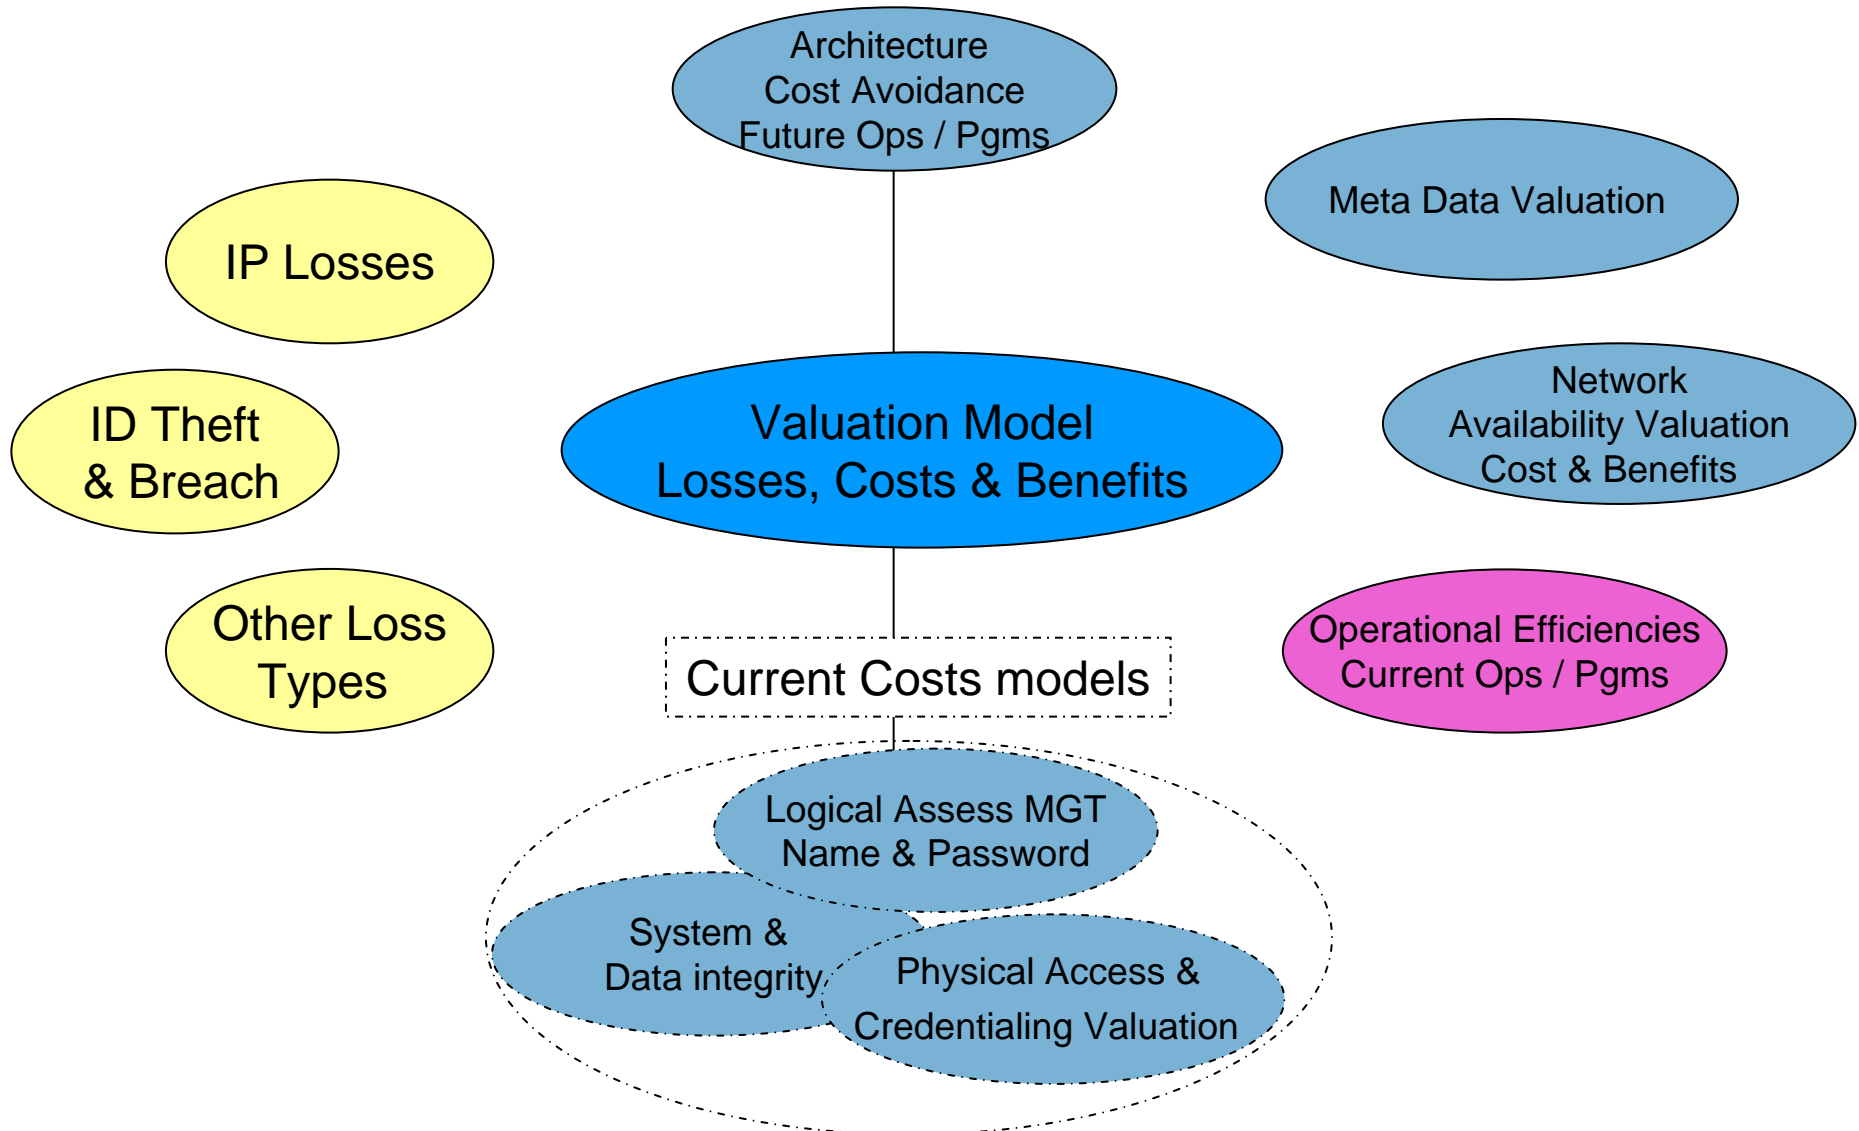 Architecture
Cost Avoidance
Future Ops / Pgms
Meta Data Valuation
IP Losses
Network
Availability Valuation
Cost & Benefits
ID Theft
& Breach
Valuation Model
Losses, Costs & Benefits
Other Loss
Types
Operational Efficiencies
Current Ops / Pgms
Current Costs models
Logical Assess MGT
Name & Password
System &
Data integrity
Physical Access &
Credentialing Valuation